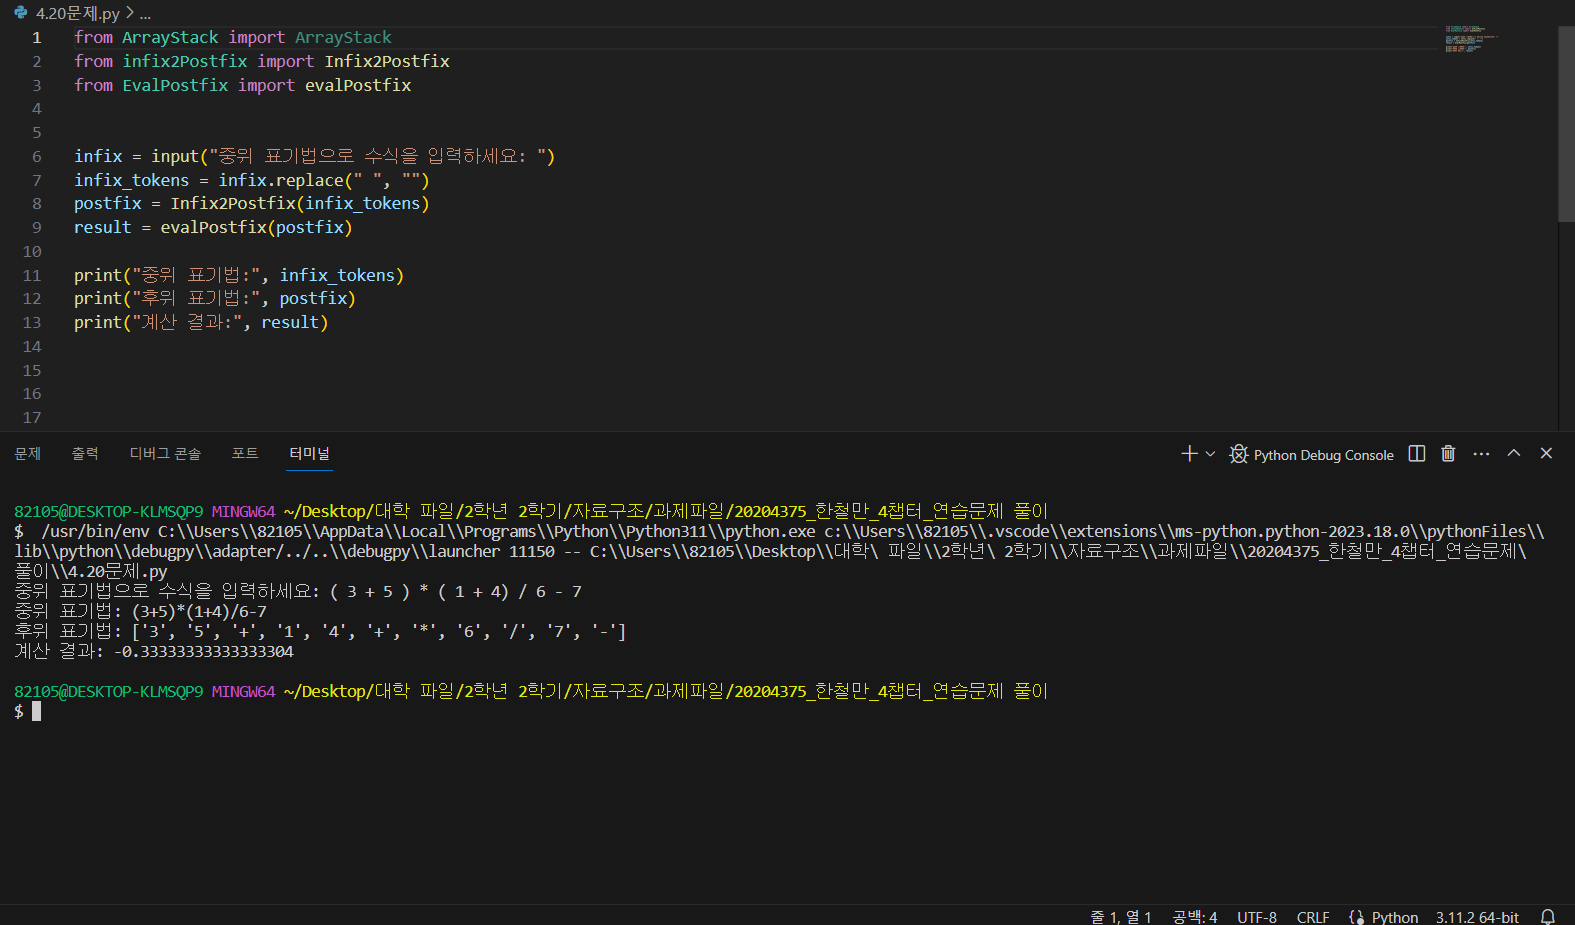 4.20문제.py > ...
1 from ArrayStack import ArrayStack
2 from infix2Postfix import Infix2Postfix
3 from EvalPostfix import evalPostfix
4
5
6 infix = input("중위 표기법으로 수식을 입력하세요: ")
7 infix_tokens = infix.replace(" ", "")
8 postfix = Infix2Postfix(infix_tokens)
9 result = evalPostfix(postfix)
10
11 print("중위 표기법:", infix_tokens)
12 print("후위 표기법:", postfix)
13 print("계산 결과:", result)
14
15
16
17
문제 출력 디버그 콘솔 포트 터미널 Python Debug Console
82105@DESKTOP-KLMSQP9 MINGW64 ~/Desktop/대학 파일/2학년 2학기/자료구조/과제파일/20204375_한철만_4챕터_연습문제 풀이
$ /usr/bin/env C:\\Users\\82105\\AppData\\Local\\Programs\\Python\\Python311\\python.exe c:\\Users\\82105\\.vscode\\extensions\\ms-python.python-2023.18.0\\pythonFiles\\
lib\\python\\debugpy\\adapter/../..\\debugpy\\launcher 11150 -- C:\\Users\\82105\\Desktop\\대학\ 파일\\2학년\ 2학기\\자료구조\\과제파일\\20204375_한철만_4챕터_연습문제\
풀이\\4.20문제.py
중위 표기법으로 수식을 입력하세요: ( 3 + 5 ) * ( 1 + 4) / 6 - 7
중위 표기법: (3+5)*(1+4)/6-7
후위 표기법: ['3', '5', '+', '1', '4', '+', '*', '6', '/', '7', '-']
계산 결과: -0.33333333333333304
82105@DESKTOP-KLMSQP9 MINGW64 ~/Desktop/대학 파일/2학년 2학기/자료구조/과제파일/20204375_한철만_4챕터_연습문제 풀이
$
줄 1, 열 1 공백: 4 UTF-8 CRLF Python 3.11.2 64-bit